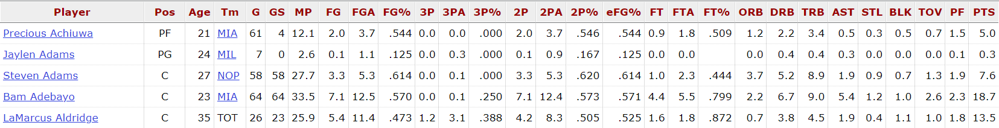 Player Pos Age Tm G GS MP FG FGA FG% 3P 3PA 3P% 2P 2PA 2P% eFG% FT FTA FT% ORB DRB TRB AST STL BLK TOV PF PTS
Precious Achiuwa PF 21 MIA 61 4 12.1 2.0 3.7 .544 0.0 0.0 .000 2.0 3.7 .546 .544 0.9 1.8 .509 1.2 2.2 3.4 0.5 0.3 0.5 0.7 1.5 5.0
Jaylen Adams PG 24 MIL 7 0 2.6 0.1 1.1 .125 0.0 0.3 .000 0.1 0.9 .167 .125 0.0 0.0 0.0 0.4 0.4 0.3 0.0 0.0 0.0 0.1 0.3
Steven Adams C 27 NOP 58 58 27.7 3.3 5.3 .614 0.0 0.1 .000 3.3 5.3 .620 .614 1.0 2.3 .444 3.7 5.2 8.9 1.9 0.9 0.7 1.3 1.9 7.6
Bam Adebayo C 23 MIA 64 64 33.5 7.1 12.5 .570 0.0 0.1 .250 7.1 12.4 .573 .571 4.4 5.5 .799 2.2 6.7 9.0 5.4 1.2 1.0 2.6 2.3 18.7
LaMarcus Aldridge C 35 TOT 26 23 25.9 5.4 11.4 .473 1.2 3.1 .388 4.2 8.3 .505 .525 1.6 1.8 .872 0.7 3.8 4.5 1.9 0.4 1.1 1.0 1.8 13.5